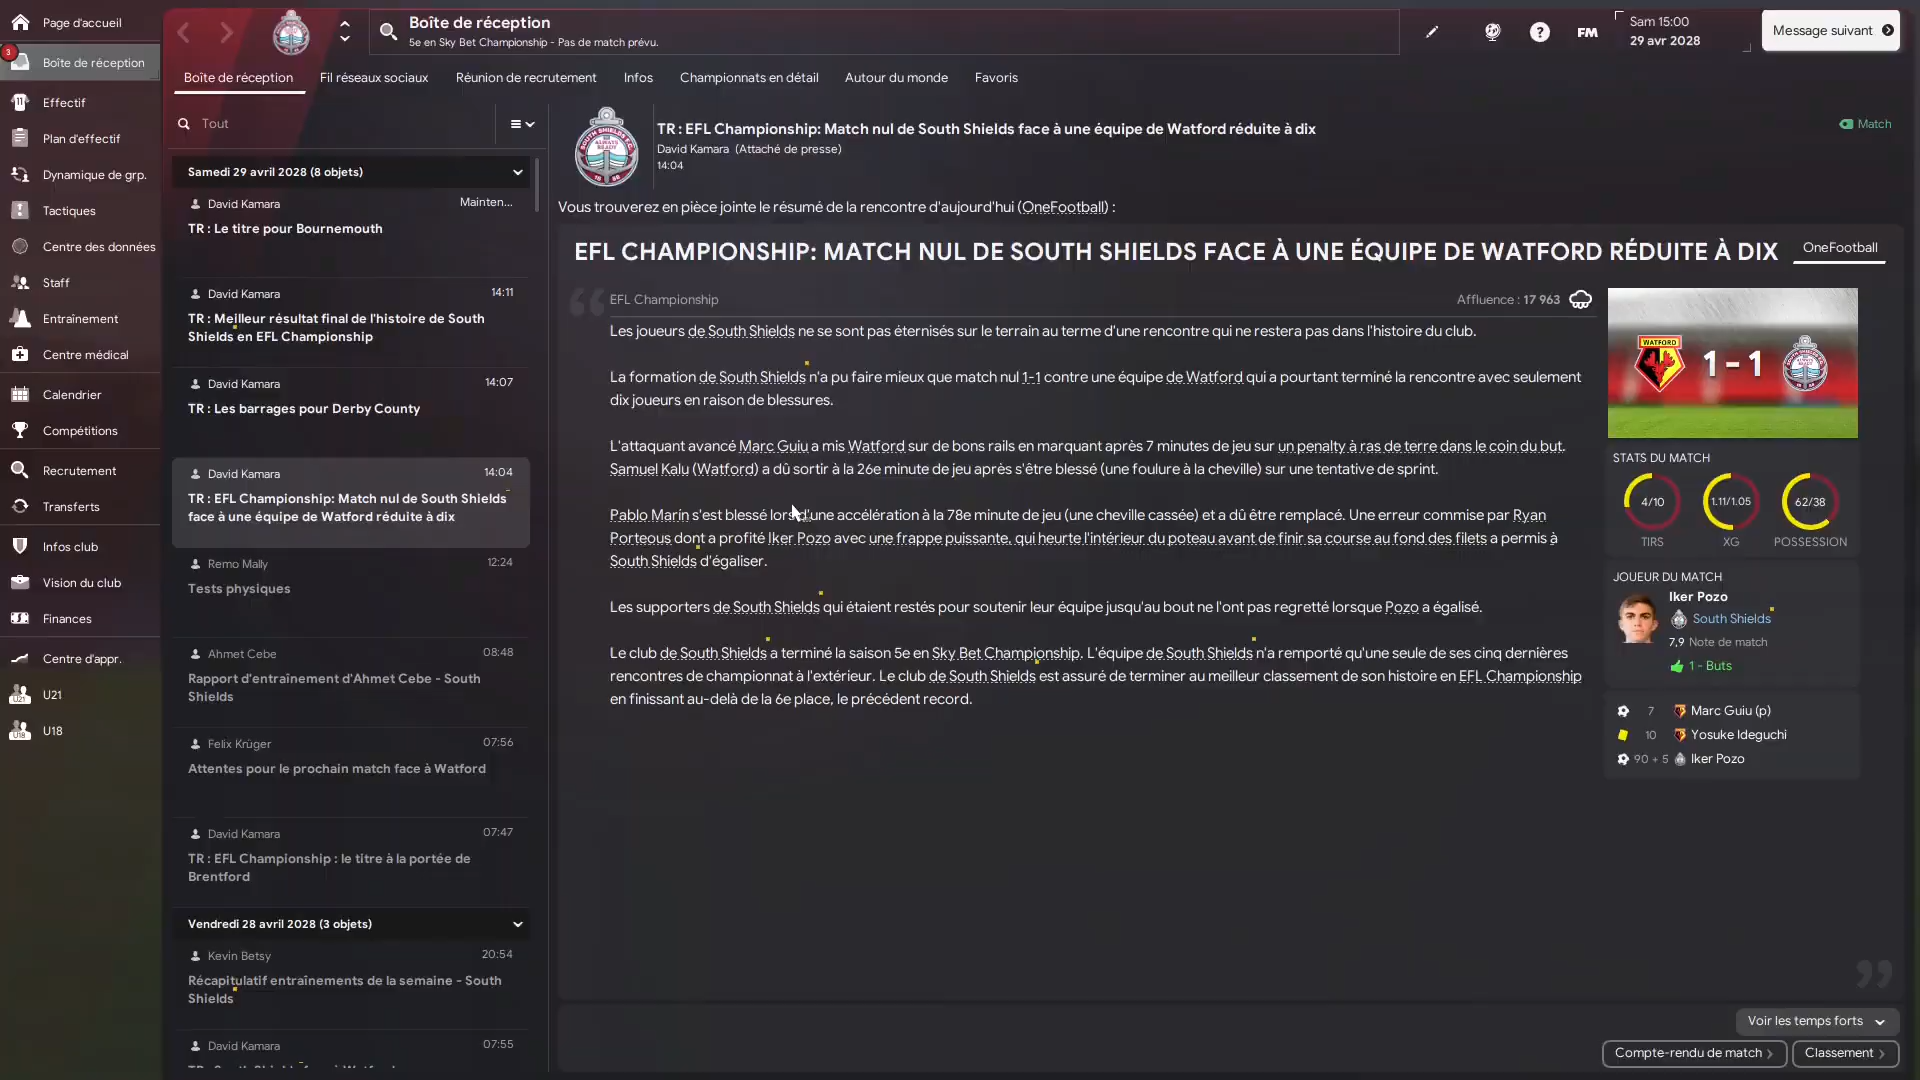 Page d'accueil
3
Boîte de réception
Effectif
Plan d'effectif
Dynamique de grp.
Tactiques
Centre des données
Staff
Entraînement
Centre médical
Calendrier
Compétitions
Recrutement
Transferts
Infos club
Vision du club
Finances
Centre d'appr.
U21
U18
Boîte de réception
5e en Sky Bet Championship - Pas de match prévu.
FM
Sam 15:00
29 avr 2028
Message suivant
Boîte de réception
Fil réseaux sociaux
Réunion de recrutement
Infos
Championnats en détail
Autour du monde
Favoris
Tout
Samedi 29 avril 2028 (8 objets)
David Kamara
Mainten...
TR : Le titre pour Bournemouth
David Kamara
14:11
TR : Meilleur résultat final de l'histoire de South
Shields en EFL Championship
David Kamara
14:07
TR : Les barrages pour Derby County
David Kamara
14:04
TR : EFL Championship: Match nul de South Shields
face à une équipe de Watford réduite à dix
Remo Mally
12:24
Tests physiques
Ahmet Cebe
08:48
Rapport d'entraînement d'Ahmet Cebe - South
Shields
Felix Krüger
07:56
Attentes pour le prochain match face à Watford
David Kamara
07:47
TR : EFL Championship : le titre à la portée de
Brentford
Vendredi 28 avril 2028 (3 objets)
Kevin Betsy
20:54
Récapitulatif entraînements de la semaine - South
Shields
David Kamara
07:55
TR : EFL Championship: Match nul de South Shields face à une équipe de Watford réduite à dix
David Kamara (Attaché de presse)
14:04
Match
Vous trouverez en pièce jointe le résumé de la rencontre d'aujourd'hui (OneFootball) :
EFL CHAMPIONSHIP: MATCH NUL DE SOUTH SHIELDS FACE À UNE ÉQUIPE DE WATFORD RÉDUITE À DIX
OneFootball
EFL Championship
Affluence : 17 963
Les joueurs de South Shields ne se sont pas éternisés sur le terrain au terme d'une rencontre qui ne restera pas dans l'histoire du club.
La formation de South Shields n'a pu faire mieux que match nul 1-1 contre une équipe de Watford qui a pourtant terminé la rencontre avec seulement
dix joueurs en raison de blessures.
L'attaquant avancé Marc Guiu a mis Watford sur de bons rails en marquant après 7 minutes de jeu sur un penalty à ras de terre dans le coin du but.
Samuel Kalu (Watford) a dû sortir à la 26e minute de jeu après s'être blessé (une foulure à la cheville) sur une tentative de sprint.
Pablo Marín s'est blessé lors d'une accélération à la 78e minute de jeu (une cheville cassée) et a dû être remplacé. Une erreur commise par Ryan
Porteous dont a profité Iker Pozo avec une frappe puissante, qui heurte l'intérieur du poteau avant de finir sa course au fond des filets a permis à
South Shields d'égaliser.
Les supporters de South Shields qui étaient restés pour soutenir leur équipe jusqu'au bout ne l'ont pas regretté lorsque Pozo a égalisé.
Le club de South Shields a terminé la saison 5e en Sky Bet Championship. L'équipe de South Shields n'a remporté qu'une seule de ses cinq dernières
rencontres de championnat à l'extérieur. Le club de South Shields est assuré de terminer au meilleur classement de son histoire en EFL Championship
en finissant au-delà de la 6e place, le précédent record.
WATFORD
1 - 1
STATS DU MATCH
4/10
1.11/1.05
62/38
TIRS
XG
POSSESSION
JOUEUR DU MATCH
Iker Pozo
South Shields
7,9 Note de match
1 - Buts
7 Marc Guiu (p)
10 Yosuke Ideguchi
90 + 5 Iker Pozo
Voir les temps forts
Compte-rendu de match
Classement